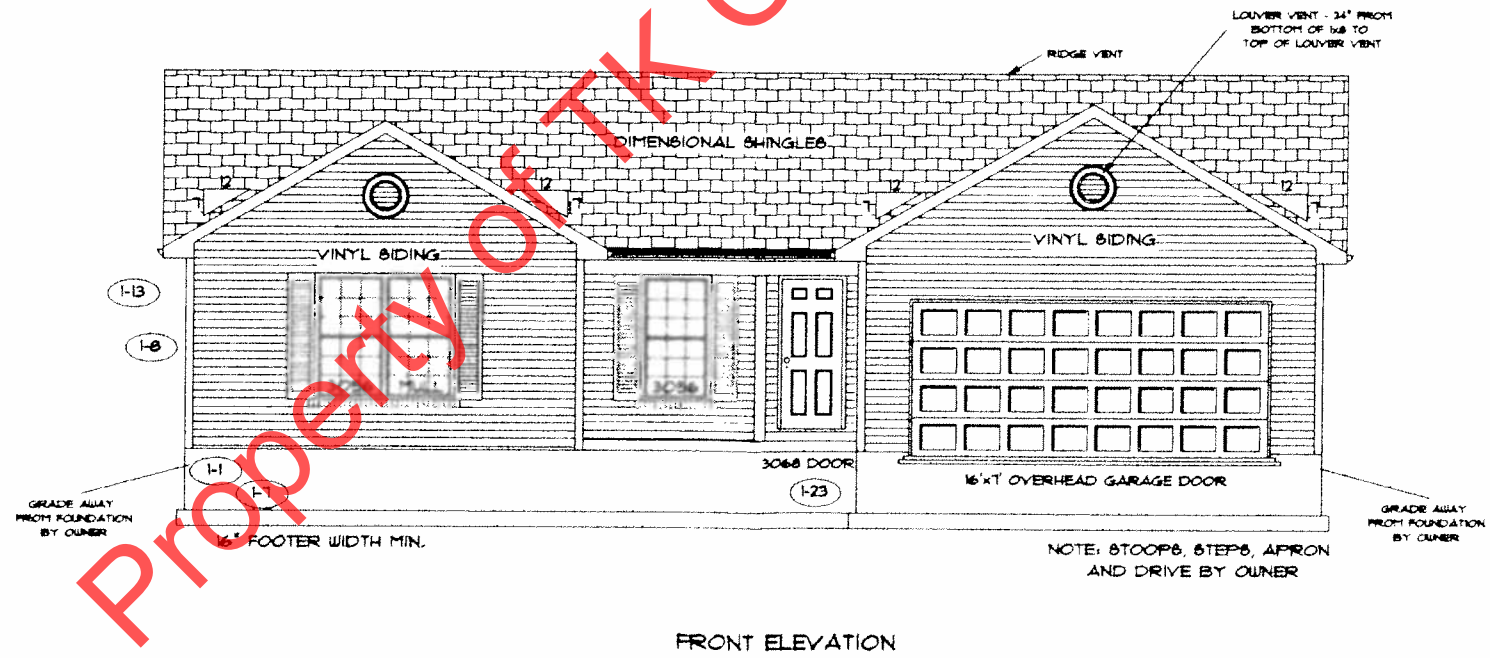 LOUVER VENT - 24" FROM
BOTTOM OF 1x8 TO
TOP OF LOUVER VENT
RIDGE VENT
DIMENSIONAL SHINGLES
12
7
12
7
12
7
12
7
VINYL SIDING
VINYL SIDING
1-13
1-8
3056 MULL
3056
1-1
1-7
3068 DOOR
1-23
16'x7' OVERHEAD GARAGE DOOR
GRADE AWAY
FROM FOUNDATION
BY OWNER
GRADE AWAY
FROM FOUNDATION
BY OWNER
16" FOOTER WIDTH MIN.
NOTE: STOOPS, STEPS, APRON
AND DRIVE BY OWNER
FRONT ELEVATION
Property of TK